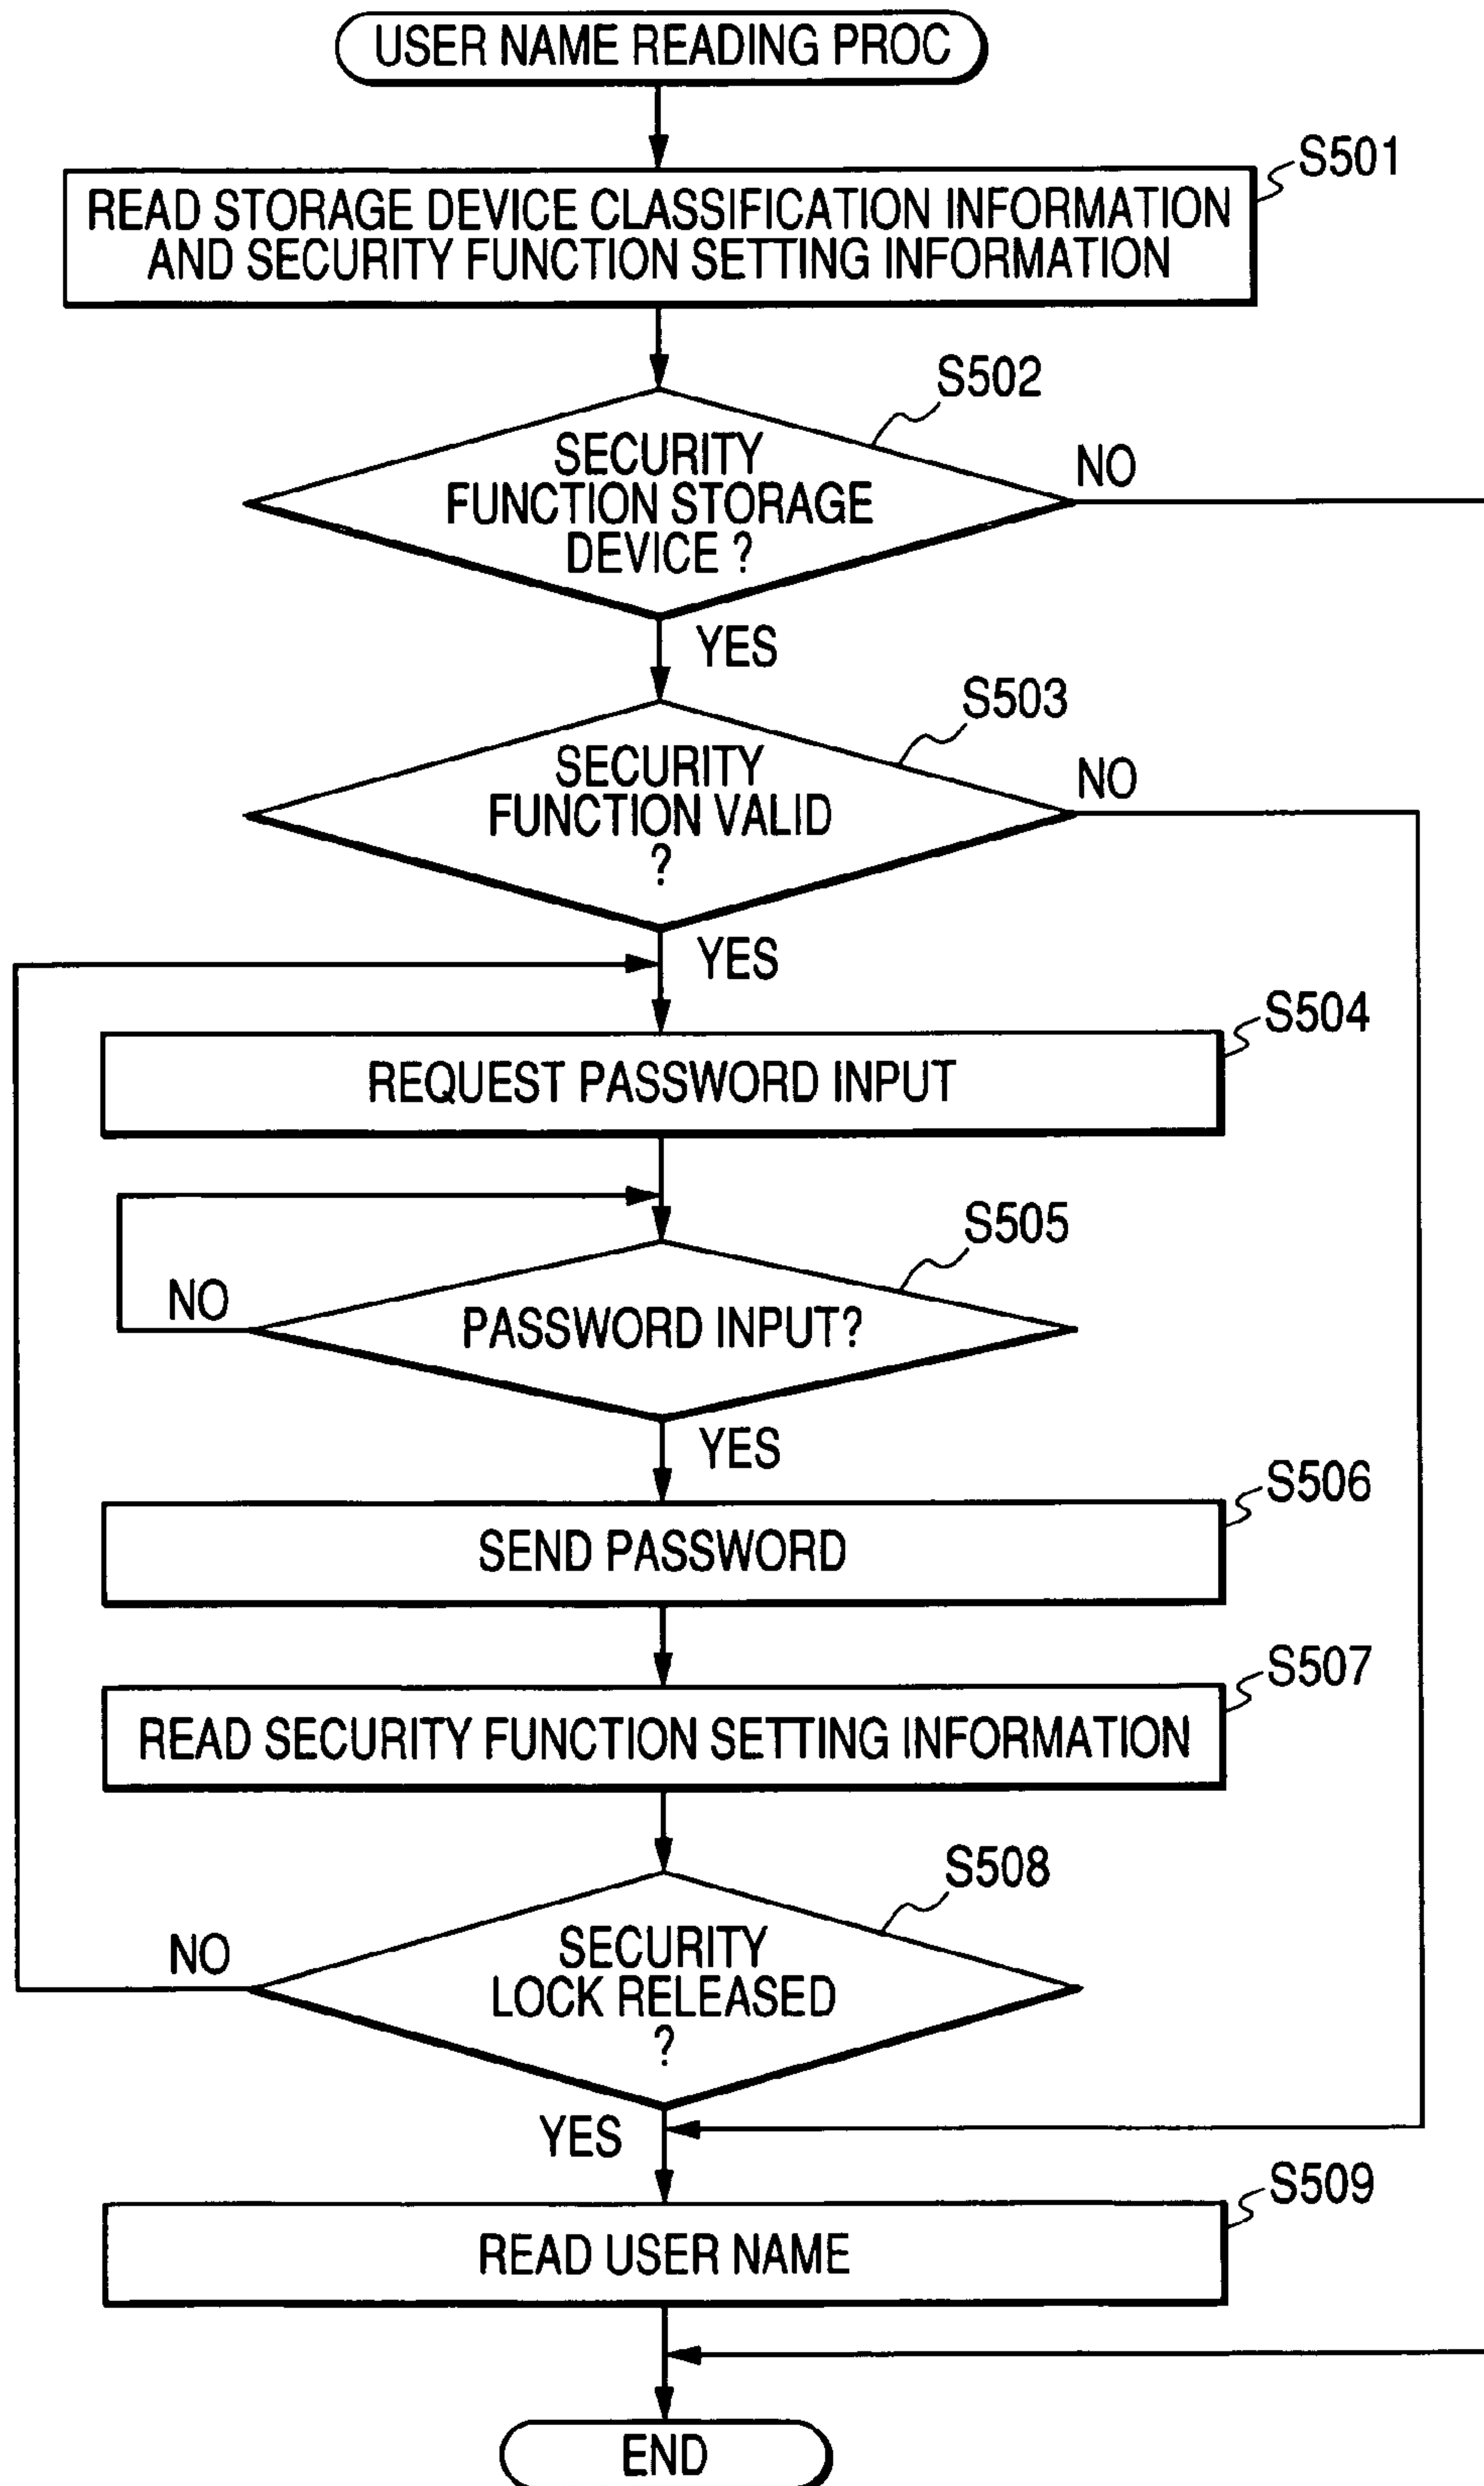 USER NAME READING PROC
S501
READ STORAGE DEVICE CLASSIFICATION INFORMATION
AND SECURITY FUNCTION SETTING INFORMATION
S502
SECURITY
FUNCTION STORAGE
DEVICE ?
NO
YES
S503
SECURITY
FUNCTION VALID
?
NO
YES
S504
REQUEST PASSWORD INPUT
S505
PASSWORD INPUT?
NO
YES
S506
SEND PASSWORD
S507
READ SECURITY FUNCTION SETTING INFORMATION
S508
SECURITY
LOCK RELEASED
?
NO
YES
S509
READ USER NAME
END